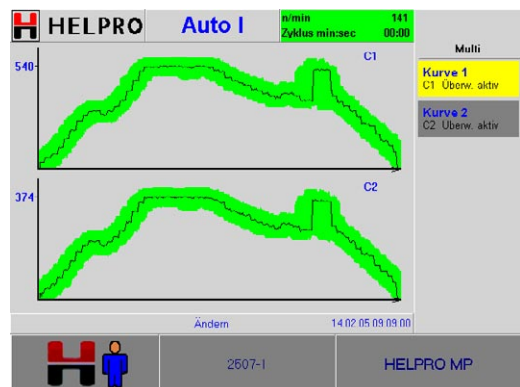 HELPRO
Auto I
n/min 141
Zyklus min:sec 00:00
C1
540
Multi
Kurve 1
C1 Überw. aktiv
Kurve 2
C2 Überw. aktiv
C2
374
Ändern 14.02.05 09:09:00
2507-1
HELPRO MP